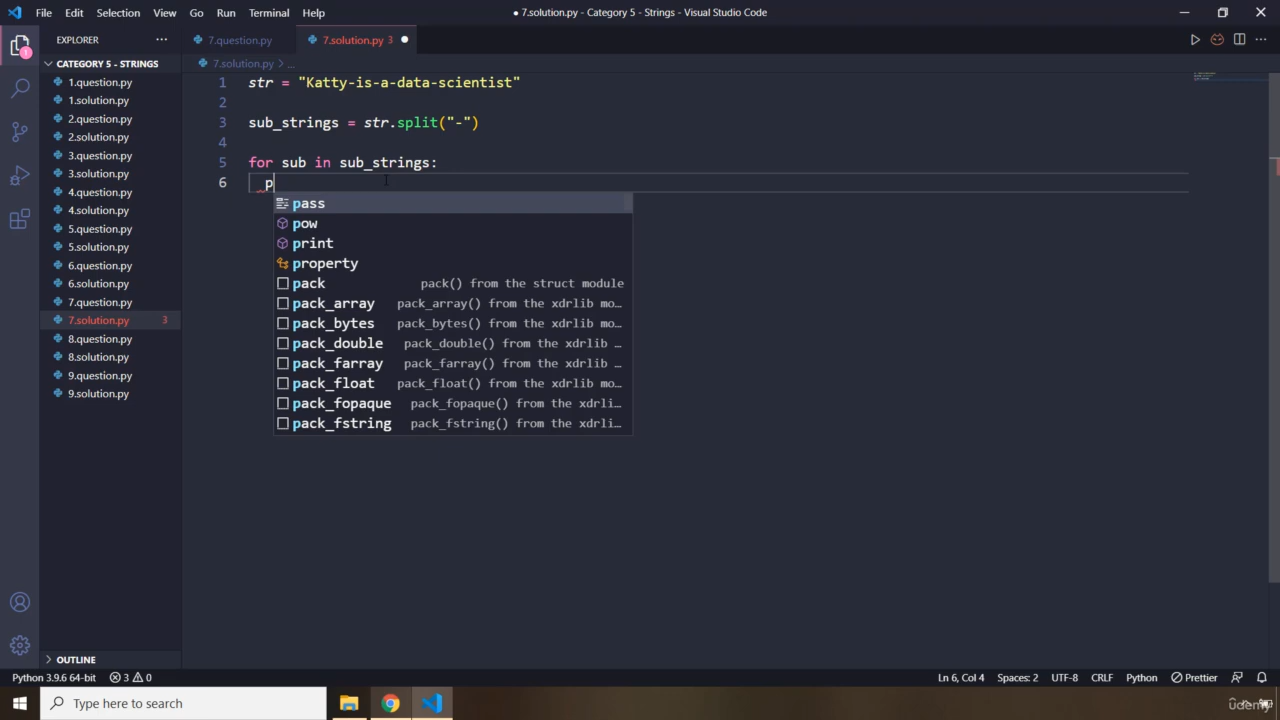 File Edit Selection View Go Run Terminal Help
● 7.solution.py - Category 5 - Strings - Visual Studio Code
EXPLORER
7.question.py
7.solution.py 3
CATEGORY 5 - STRINGS
7.solution.py > ...
1.question.py
1.solution.py
2.question.py
2.solution.py
3.question.py
3.solution.py
4.question.py
4.solution.py
5.question.py
5.solution.py
6.question.py
6.solution.py
7.question.py
7.solution.py 3
8.question.py
8.solution.py
9.question.py
9.solution.py
1 str = "Katty-is-a-data-scientist"
2
3 sub_strings = str.split("-")
4
5 for sub in sub_strings:
6 p
pass
pow
print
property
pack pack() from the struct module
pack_array pack_array() from the xdrlib mo…
pack_bytes pack_bytes() from the xdrlib mo…
pack_double pack_double() from the xdrlib …
pack_farray pack_farray() from the xdrlib …
pack_float pack_float() from the xdrlib mo…
pack_fopaque pack_fopaque() from the xdrli…
pack_fstring pack_fstring() from the xdrli…
1
OUTLINE
Python 3.9.6 64-bit 3 0 Ln 6, Col 4 Spaces: 2 UTF-8 CRLF Python Prettier
Type here to search
udemy